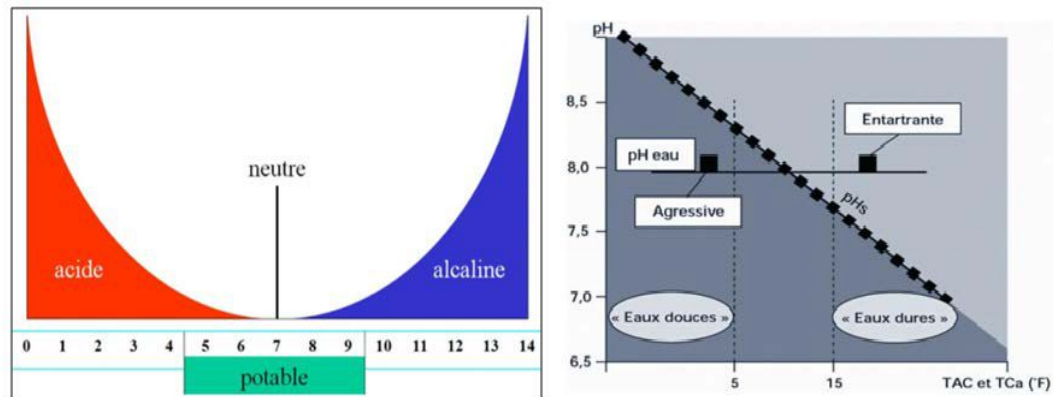 neutre
acide
alcaline
0 1 2 3 4 5 6 7 8 9 10 11 12 13 14
potable
pH
8,5
Entartrante
pH eau
8,0
Agressive
pHs
7,5
7,0
« Eaux douces »
« Eaux dures »
6,5
5
15
TAC et TCa (°F)